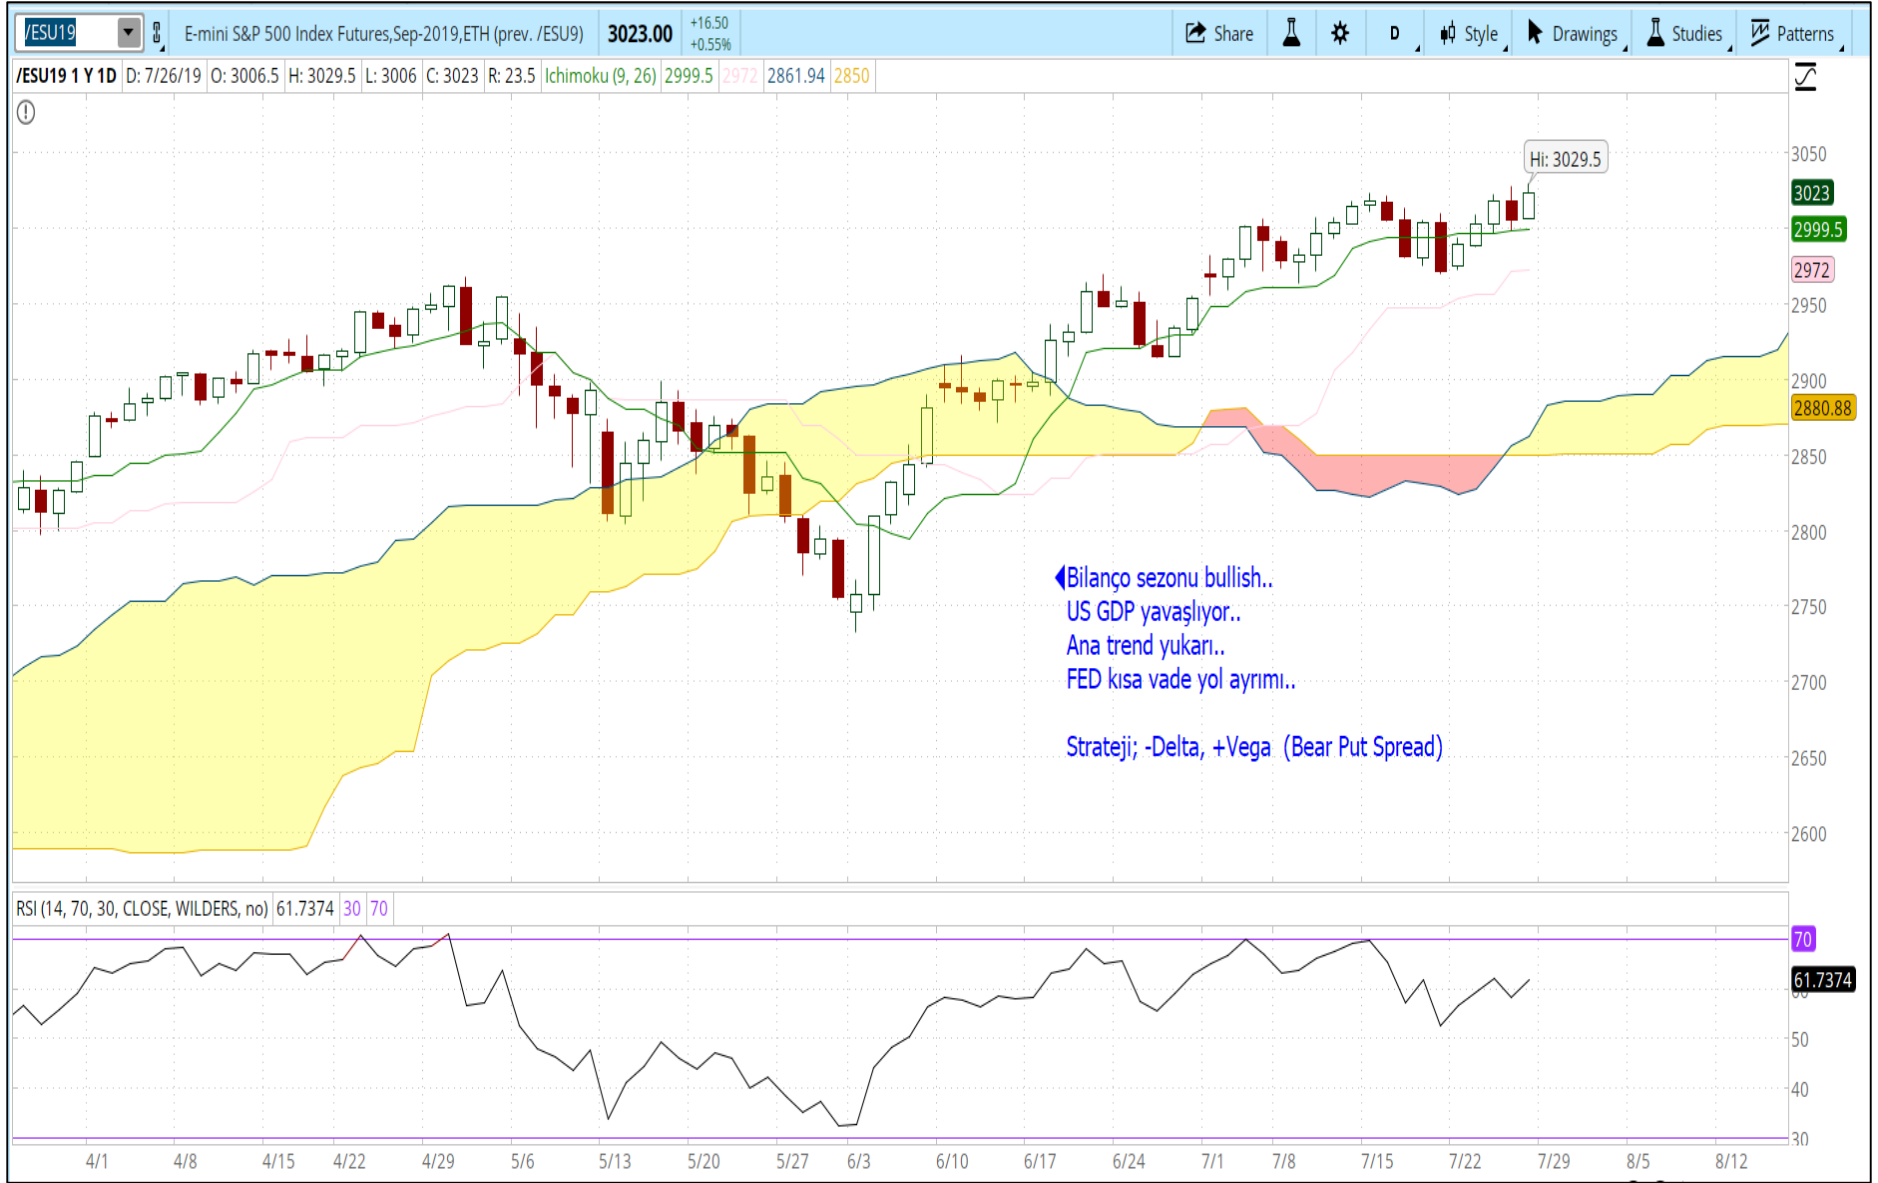 /ESU19
E-mini S&P 500 Index Futures,Sep-2019,ETH (prev. /ESU9)
3023.00
+16.50
+0.55%
Share
D
Style
Drawings
Studies
Patterns
/ESU19 1 Y 1D D: 7/26/19 O: 3006.5 H: 3029.5 L: 3006 C: 3023 R: 23.5 Ichimoku (9, 26) 2999.5 2972 2861.94 2850
Hi: 3029.5
3050
3023
2999.5
2972
2950
2900
2880.88
2850
2800
2750
2700
2650
2600
Bilanço sezonu bullish..
US GDP yavaşlıyor..
Ana trend yukarı..
FED kısa vade yol ayrımı..
Strateji; -Delta, +Vega (Bear Put Spread)
RSI (14, 70, 30, CLOSE, WILDERS, no) 61.7374 30 70
70
61.7374
50
40
30
4/1 4/8 4/15 4/22 4/29 5/6 5/13 5/20 5/27 6/3 6/10 6/17 6/24 7/1 7/8 7/15 7/22 7/29 8/5 8/12